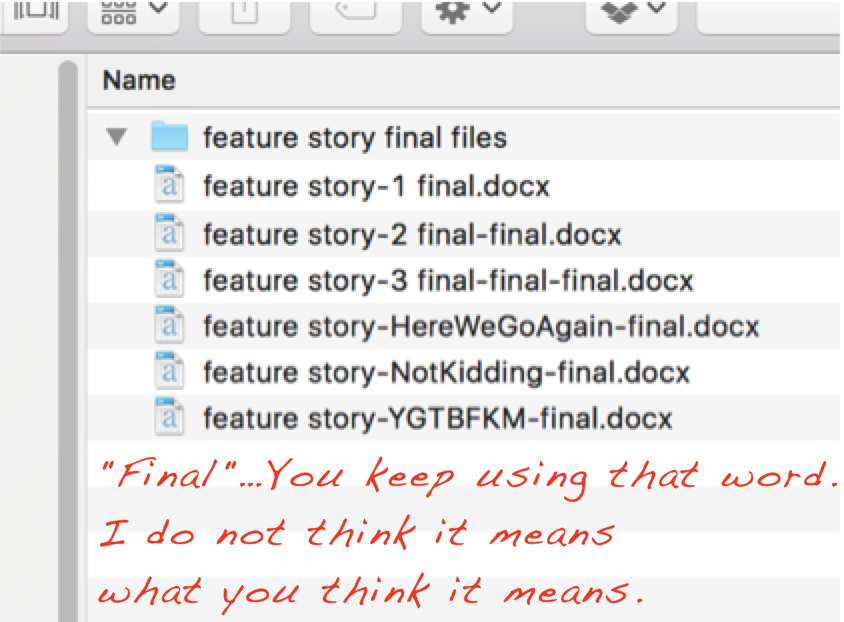 Name
feature story final files
feature story-1 final.docx
feature story-2 final-final.docx
feature story-3 final-final-final.docx
feature story-HereWeGoAgain-final.docx
feature story-NotKidding-final.docx
feature story-YGTBFKM-final.docx
"Final"...You keep using that word.
I do not think it means
what you think it means.